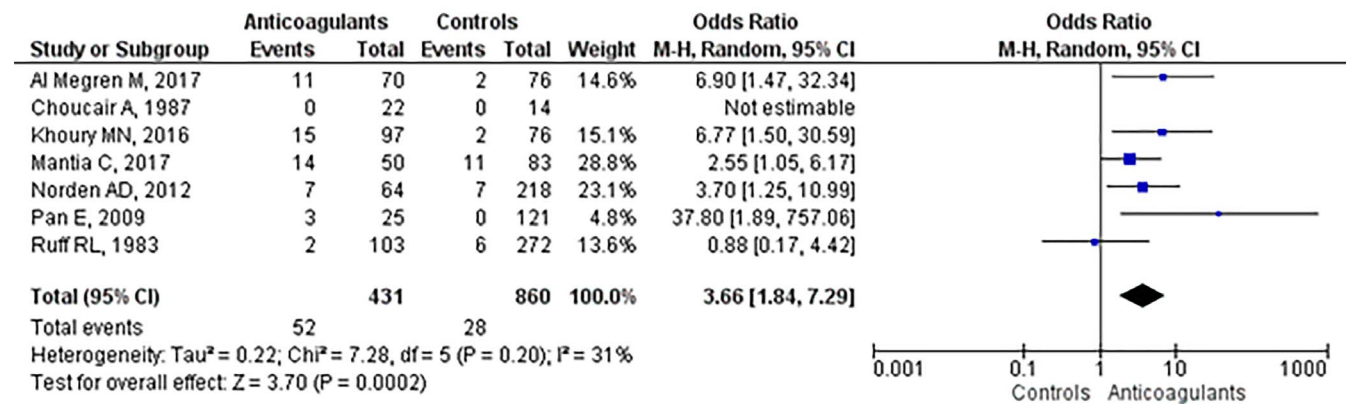 Anticoagulants Controls Odds Ratio Odds Ratio
Study or Subgroup Events Total Events Total Weight M-H, Random, 95% CI M-H, Random, 95% CI
Al Megren M, 2017 11 70 2 76 14.6% 6.90 [1.47, 32.34]
Choucair A, 1987 0 22 0 14 Not estimable
Khoury MN, 2016 15 97 2 76 15.1% 6.77 [1.50, 30.59]
Mantia C, 2017 14 50 11 83 28.8% 2.55 [1.05, 6.17]
Norden AD, 2012 7 64 7 218 23.1% 3.70 [1.25, 10.99]
Pan E, 2009 3 25 0 121 4.8% 37.80 [1.89, 757.06]
Ruff RL, 1983 2 103 6 272 13.6% 0.88 [0.17, 4.42]
Total (95% CI) 431 860 100.0% 3.66 [1.84, 7.29]
Total events 52 28
Heterogeneity: Tau² = 0.22; Chi² = 7.28, df = 5 (P = 0.20); I² = 31%
Test for overall effect: Z = 3.70 (P = 0.0002)
0.001 0.1 1 10 1000
Controls Anticoagulants